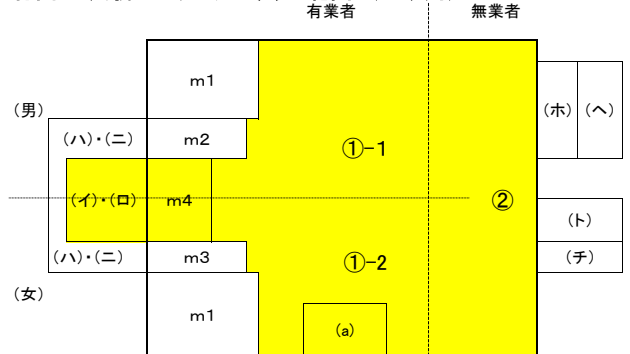 有業者 無業者
m1
(男) (ホ) (ヘ)
(ハ)・(ニ) m2
①-1
(イ)・(ロ) m4 ②
(ト)
(ハ)・(ニ) m3 ①-2 (チ)
(女)
m1
(a)